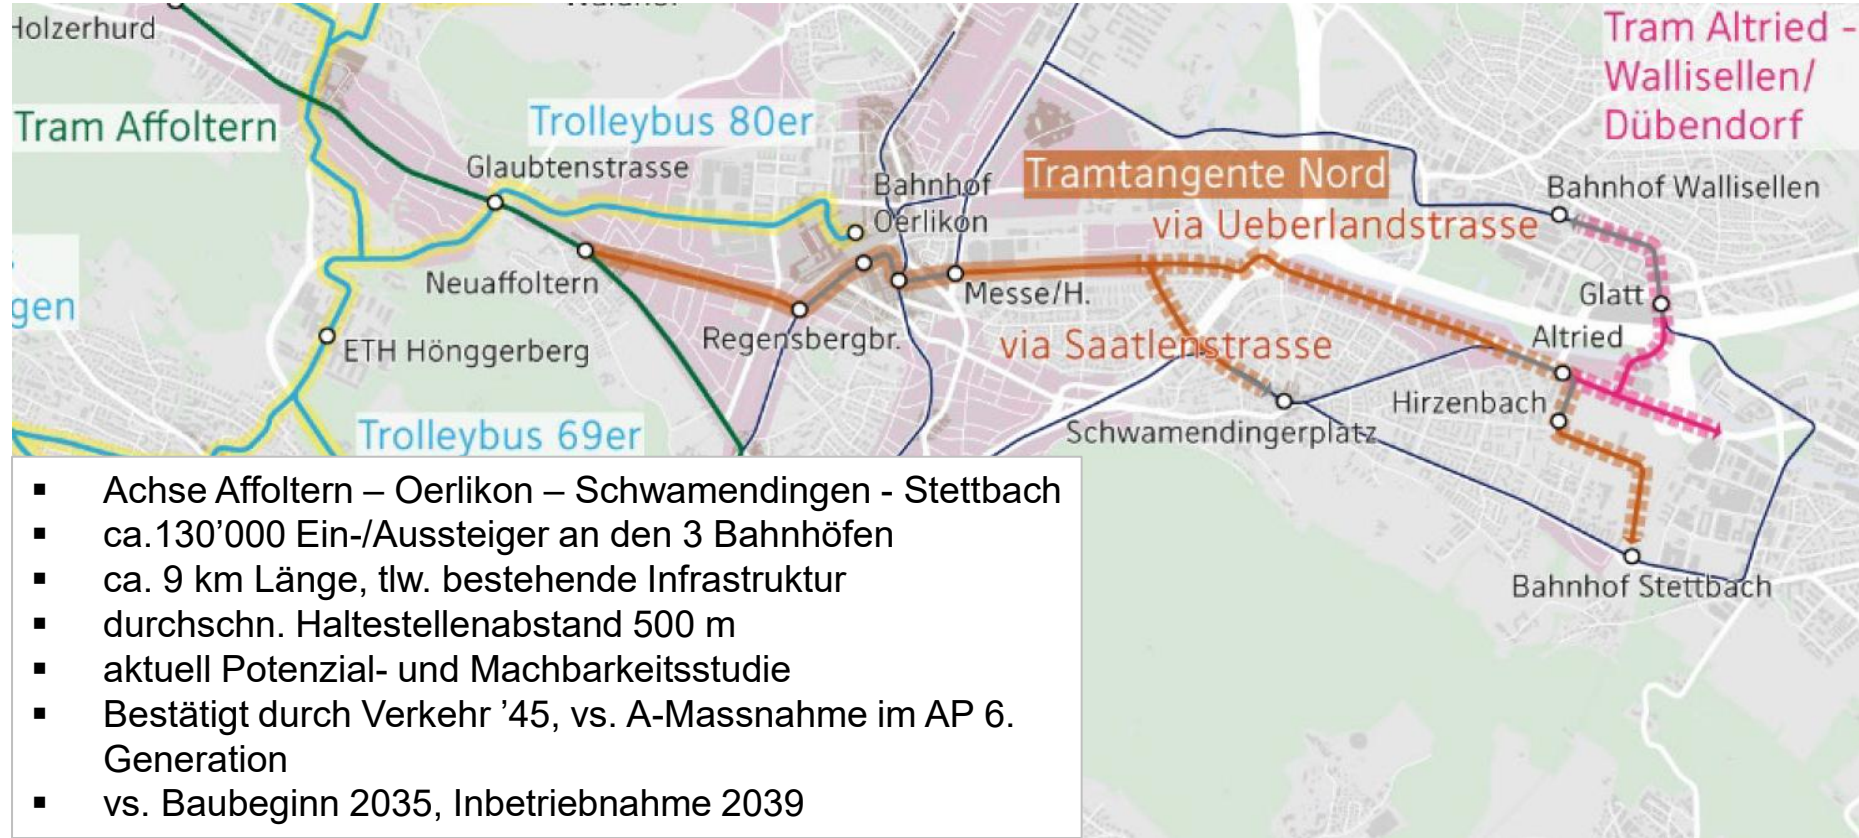 Holzerhurd
Tram Affoltern
Trolleybus 80er
Glaubtenstrasse
Bahnhof
Oerlikon
Tramtangente Nord
via Ueberlandstrasse
Tram Altried -
Wallisellen/
Dübendorf
Bahnhof Wallisellen
Neuaffoltern
Messe/H.
Glatt
gen
ETH Hönggerberg
Regensbergbr.
via Saatlenstrasse
Altried
Hirzenbach
Trolleybus 69er
Schwamendingerplatz
Bahnhof Stettbach
▪ Achse Affoltern – Oerlikon – Schwamendingen - Stettbach
▪ ca.130’000 Ein-/Aussteiger an den 3 Bahnhöfen
▪ ca. 9 km Länge, tlw. bestehende Infrastruktur
▪ durchschn. Haltestellenabstand 500 m
▪ aktuell Potenzial- und Machbarkeitsstudie
▪ Bestätigt durch Verkehr ’45, vs. A-Massnahme im AP 6.
Generation
▪ vs. Baubeginn 2035, Inbetriebnahme 2039